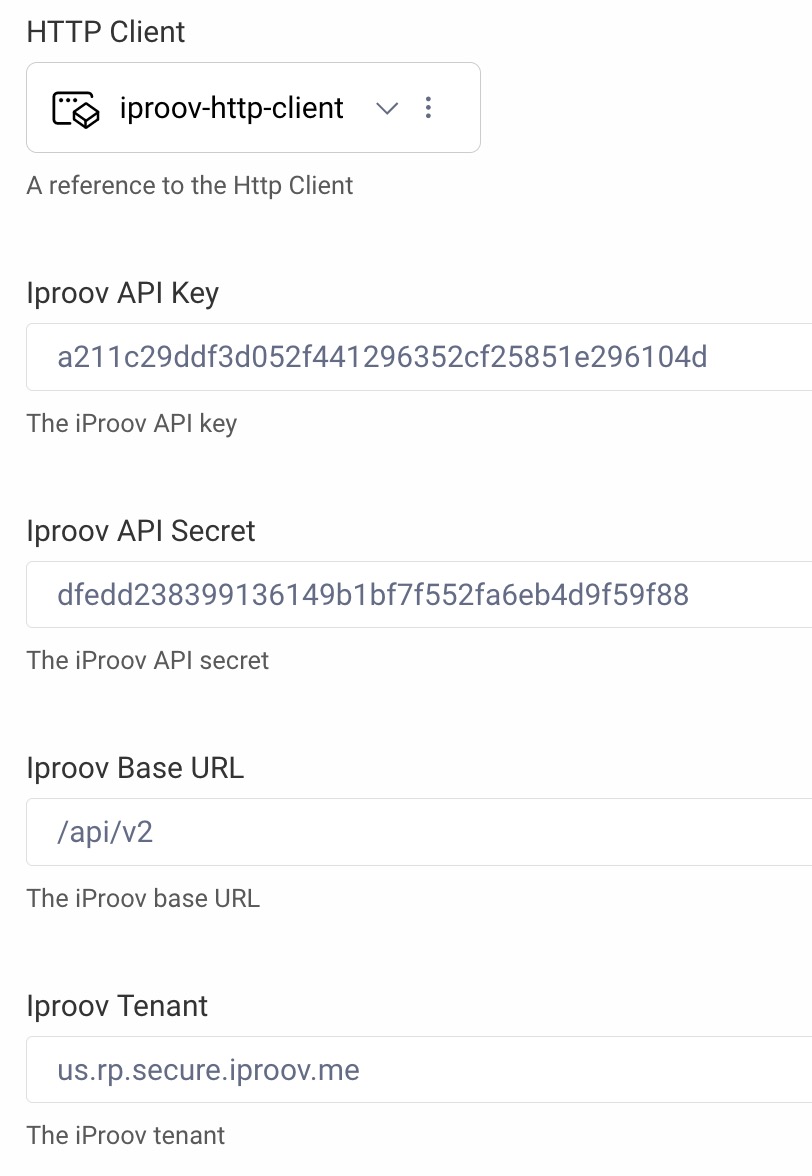 HTTP Client
iproov-http-client
A reference to the Http Client
Iproov API Key
a211c29ddf3d052f441296352cf25851e296104d
The iProov API key
Iproov API Secret
dfedd238399136149b1bf7f552fa6eb4d9f59f88
The iProov API secret
Iproov Base URL
/api/v2
The iProov base URL
Iproov Tenant
us.rp.secure.iproov.me
The iProov tenant